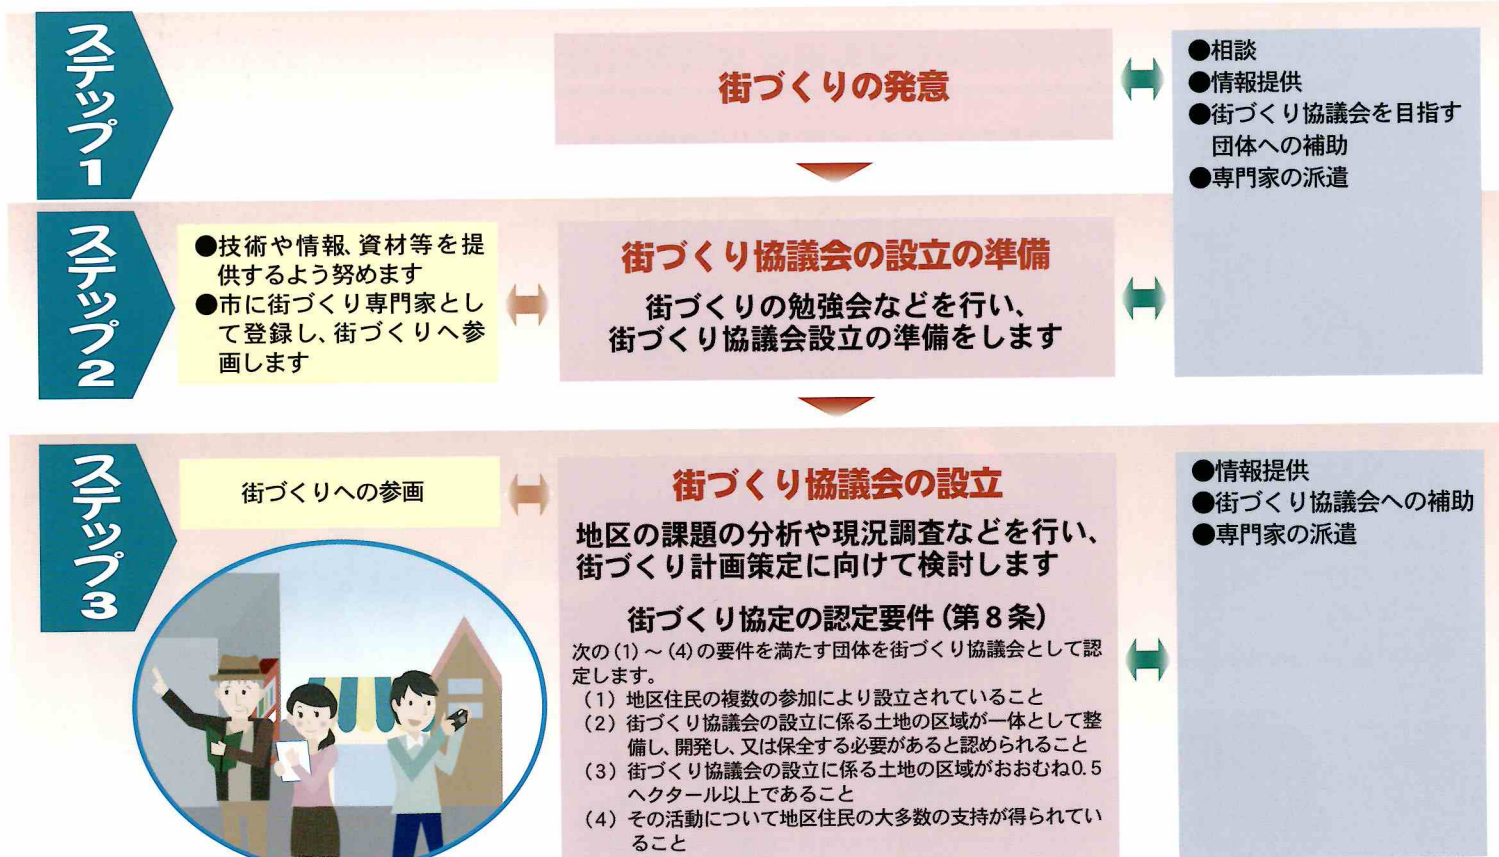 ステップ1
街づくりの発意
●相談
●情報提供
●街づくり協議会を目指す
団体への補助
●専門家の派遣
ステップ2
●技術や情報、資材等を提
供するよう努めます
●市に街づくり専門家とし
て登録し、街づくりへ参
画します
街づくり協議会の設立の準備
街づくりの勉強会などを行い、
街づくり協議会設立の準備をします
ステップ3
街づくりへの参画
街づくり協議会の設立
地区の課題の分析や現況調査などを行い、
街づくり計画策定に向けて検討します
街づくり協定の認定要件(第8条)
次の(1)～(4)の要件を満たす団体を街づくり協議会として認
定します。
(1)地区住民の複数の参加により設立されていること
(2)街づくり協議会の設立に係る土地の区域が一体として整
備し、開発し、又は保全する必要があると認められること
(3)街づくり協議会の設立に係る土地の区域がおおむね0.5
ヘクタール以上であること
(4)その活動について地区住民の大多数の支持が得られてい
ること
●情報提供
●街づくり協議会への補助
●専門家の派遣